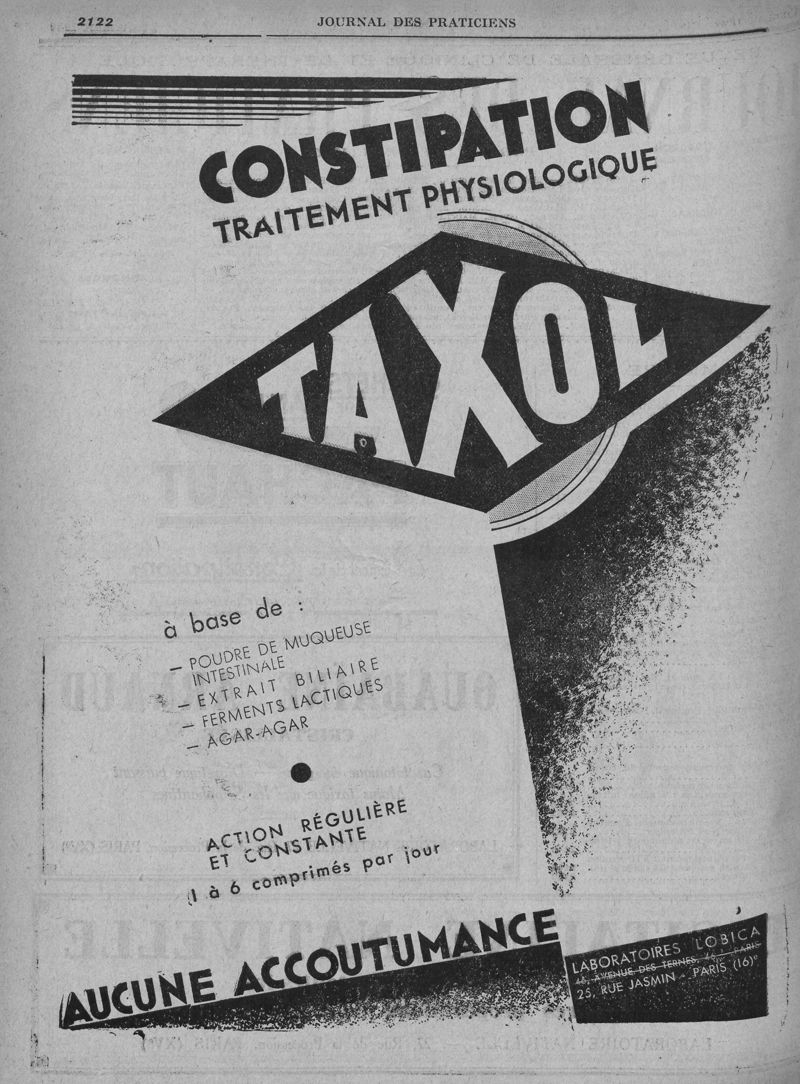 2122
JOURNAL DES PRATICIENS
CONSTIPATION
TRAITEMENT PHYSIOLOGIQUE
TAXOL
à base de :
— POUDRE DE MUQUEUSE
INTESTINALE
— EXTRAIT BILIAIRE
— FERMENTS LACTIQUES
— AGAR-AGAR
ACTION RÉGULIÈRE
ET CONSTANTE
1 à 6 comprimés par jour
AUCUNE ACCOUTUMANCE
LABORATOIRES LOBICA
46, AVENUE DES TERNES, PARIS
25, RUE JASMIN - PARIS (16)e